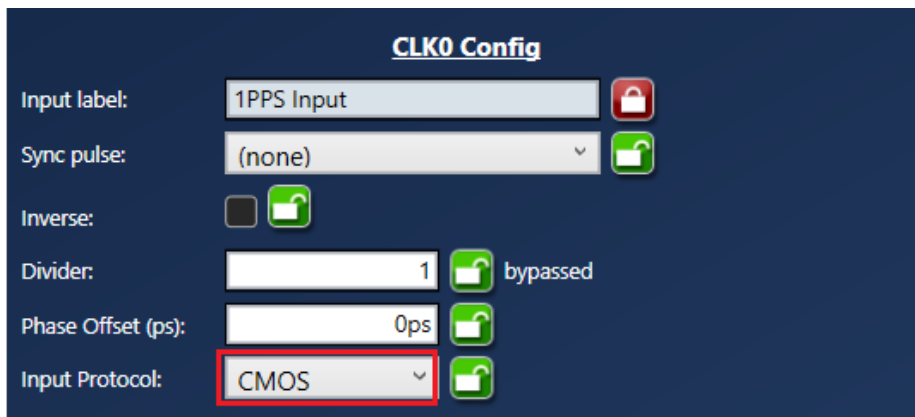 CLK0 Config
Input label: 1PPS Input
Sync pulse: (none)
Inverse:
Divider: 1 bypassed
Phase Offset (ps): 0ps
Input Protocol: CMOS